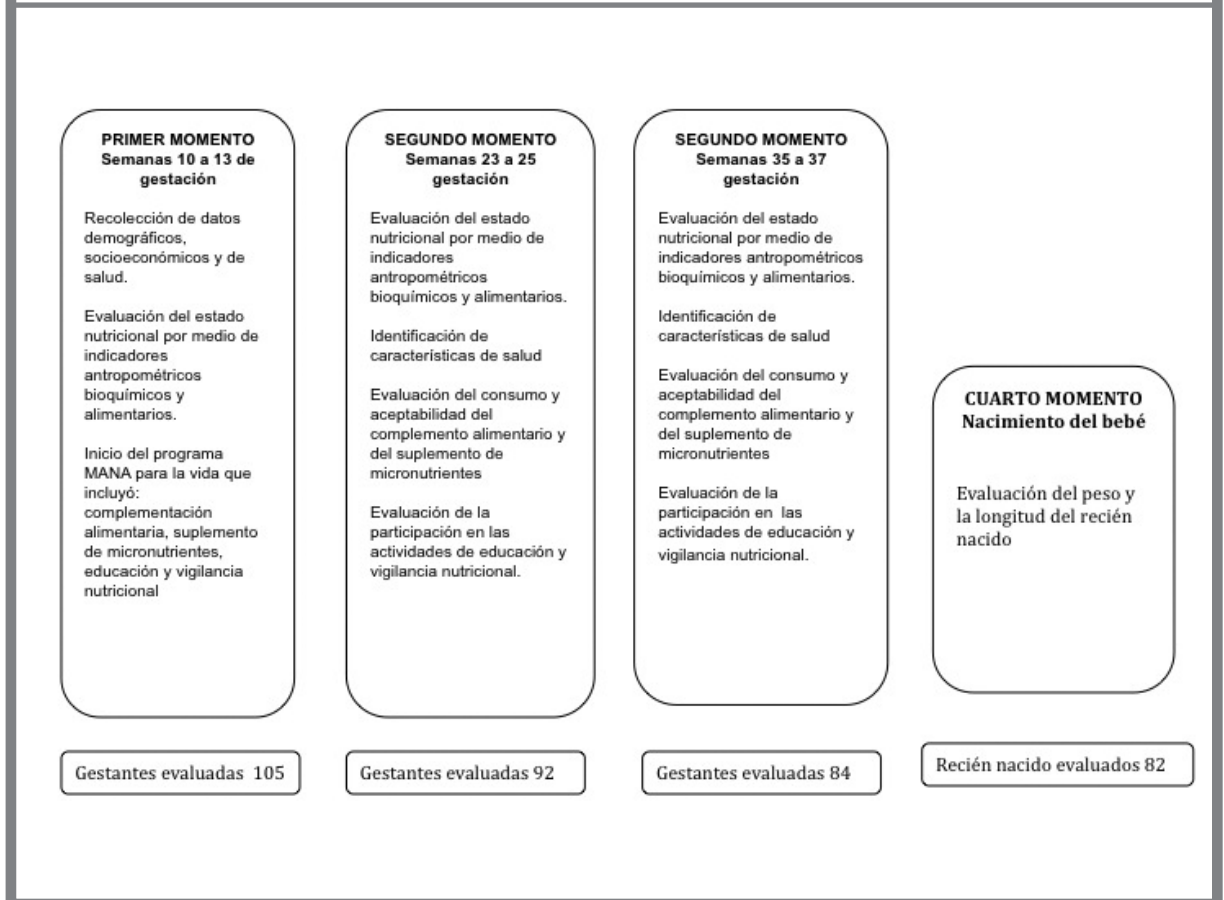 PRIMER MOMENTO
Semanas 10 a 13 de
gestación
Recolección de datos
demográficos,
socioeconómicos y de
salud.
Evaluación del estado
nutricional por medio de
indicadores
antropométricos
bioquímicos y
alimentarios.
Inicio del programa
MANA para la vida que
incluyó:
complementación
alimentaria, suplemento
de micronutrientes,
educación y vigilancia
nutricional
Gestantes evaluadas 105
SEGUNDO MOMENTO
Semanas 23 a 25
gestación
Evaluación del estado
nutricional por medio de
indicadores
antropométricos
bioquímicos y alimentarios.
Identificación de
características de salud
Evaluación del consumo y
aceptabilidad del
complemento alimentario y
del suplemento de
micronutrientes
Evaluación de la
participación en las
actividades de educación y
vigilancia nutricional.
Gestantes evaluadas 92
SEGUNDO MOMENTO
Semanas 35 a 37
gestación
Evaluación del estado
nutricional por medio de
indicadores antropométricos
bioquímicos y alimentarios.
Identificación de
características de salud
Evaluación del consumo y
aceptabilidad del
complemento alimentario y
del suplemento de
micronutrientes
Evaluación de la
participación en las
actividades de educación y
vigilancia nutricional.
Gestantes evaluadas 84
CUARTO MOMENTO
Nacimiento del bebé
Evaluación del peso y
la longitud del recién
nacido
Recién nacido evaluados 82